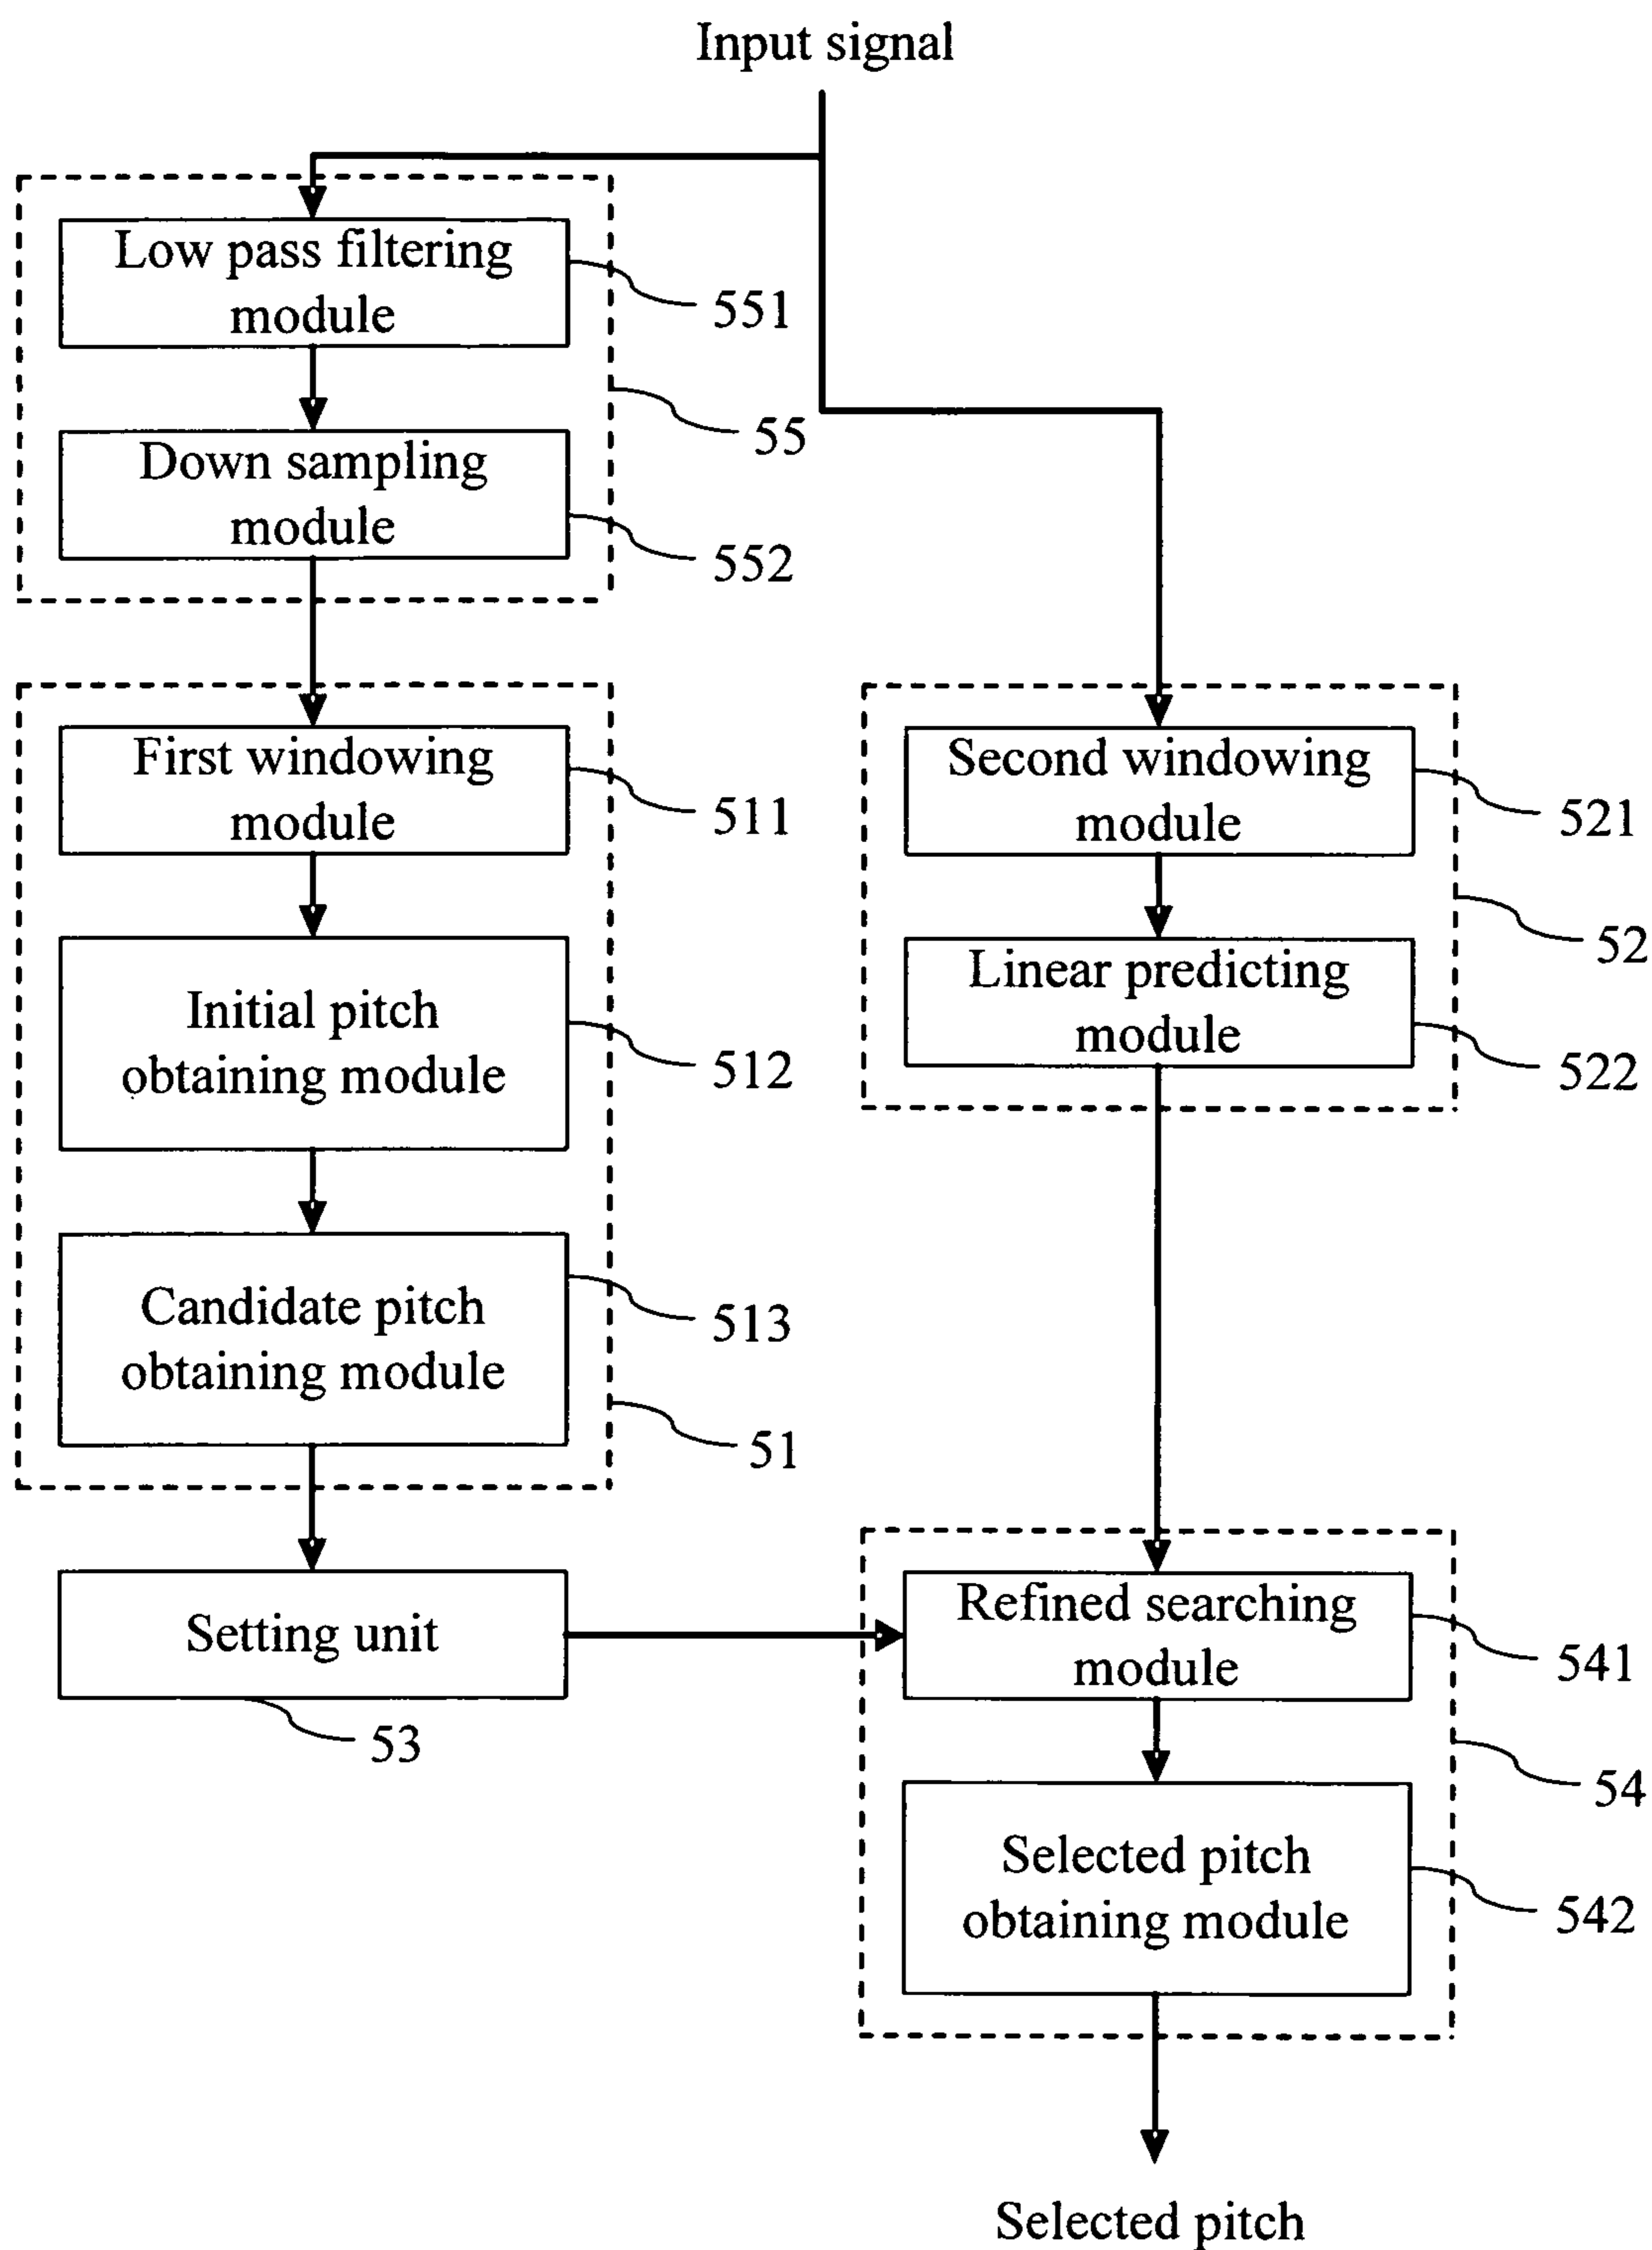 Input signal
Low pass filtering
module
551
55
Down sampling
module
552
First windowing
module
511
Second windowing
module
521
52
Initial pitch
obtaining module
512
Linear predicting
module
522
Candidate pitch
obtaining module
513
51
Setting unit
53
Refined searching
module
541
54
Selected pitch
obtaining module
542
Selected pitch